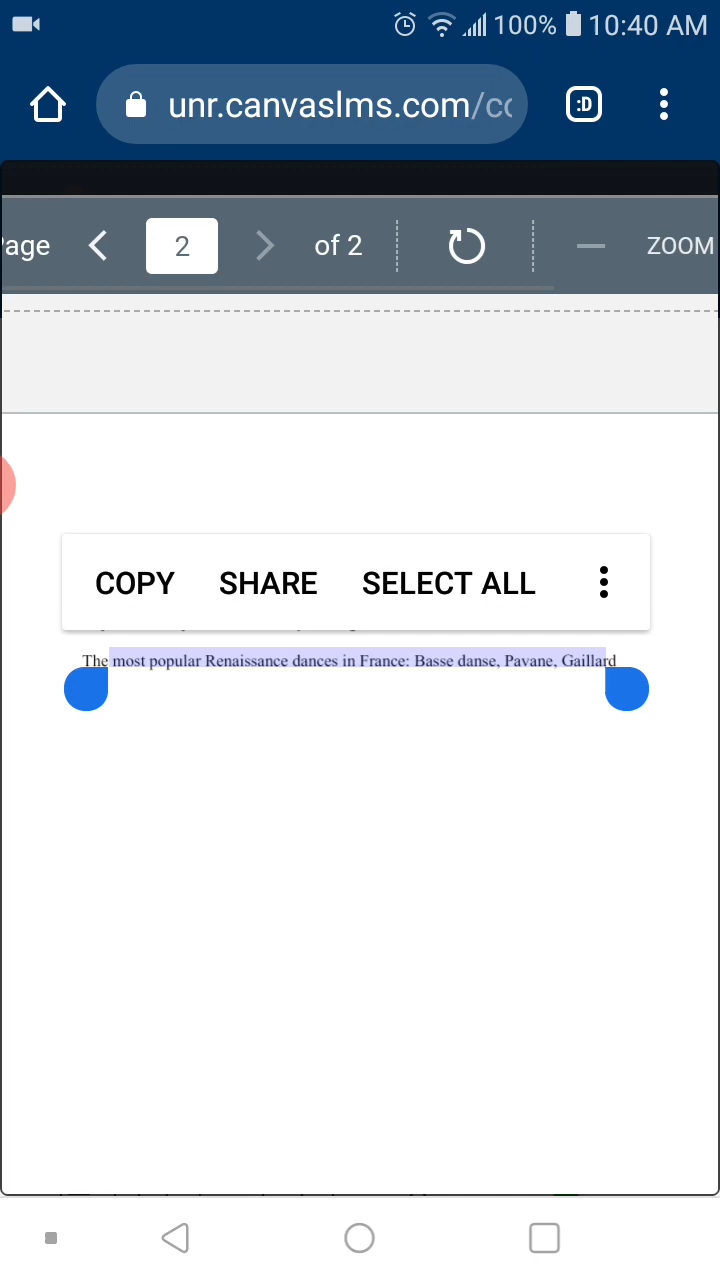 100% 10:40 AM
unr.canvaslms.com/co
:D
age 2 of 2 ZOOM
COPY SHARE SELECT ALL
The most popular Renaissance dances in France: Basse danse, Pavane, Gaillard